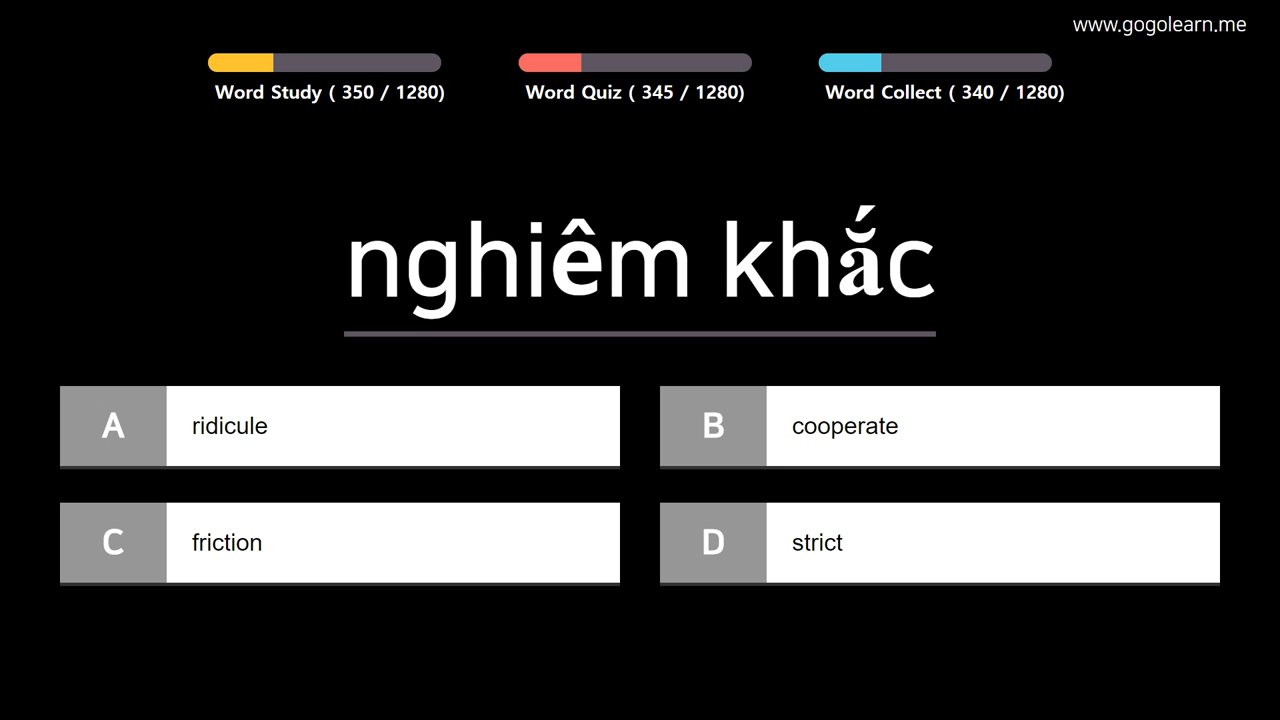 www.gogolearn.me
Word Study ( 350 / 1280)
Word Quiz ( 345 / 1280)
Word Collect ( 340 / 1280)
nghiêm khắc
A ridicule
B cooperate
C friction
D strict